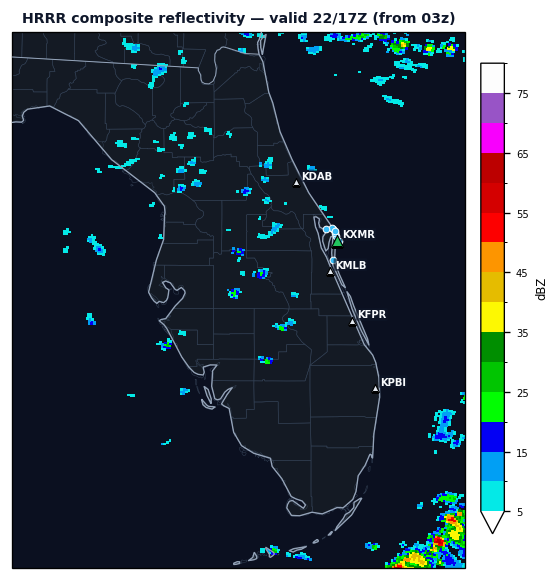 HRRR composite reflectivity — valid 22/17Z (from 03z)
KDAB
KXMR
KMLB
KFPR
KPBI
75
65
55
45
35
25
15
5
dBZ